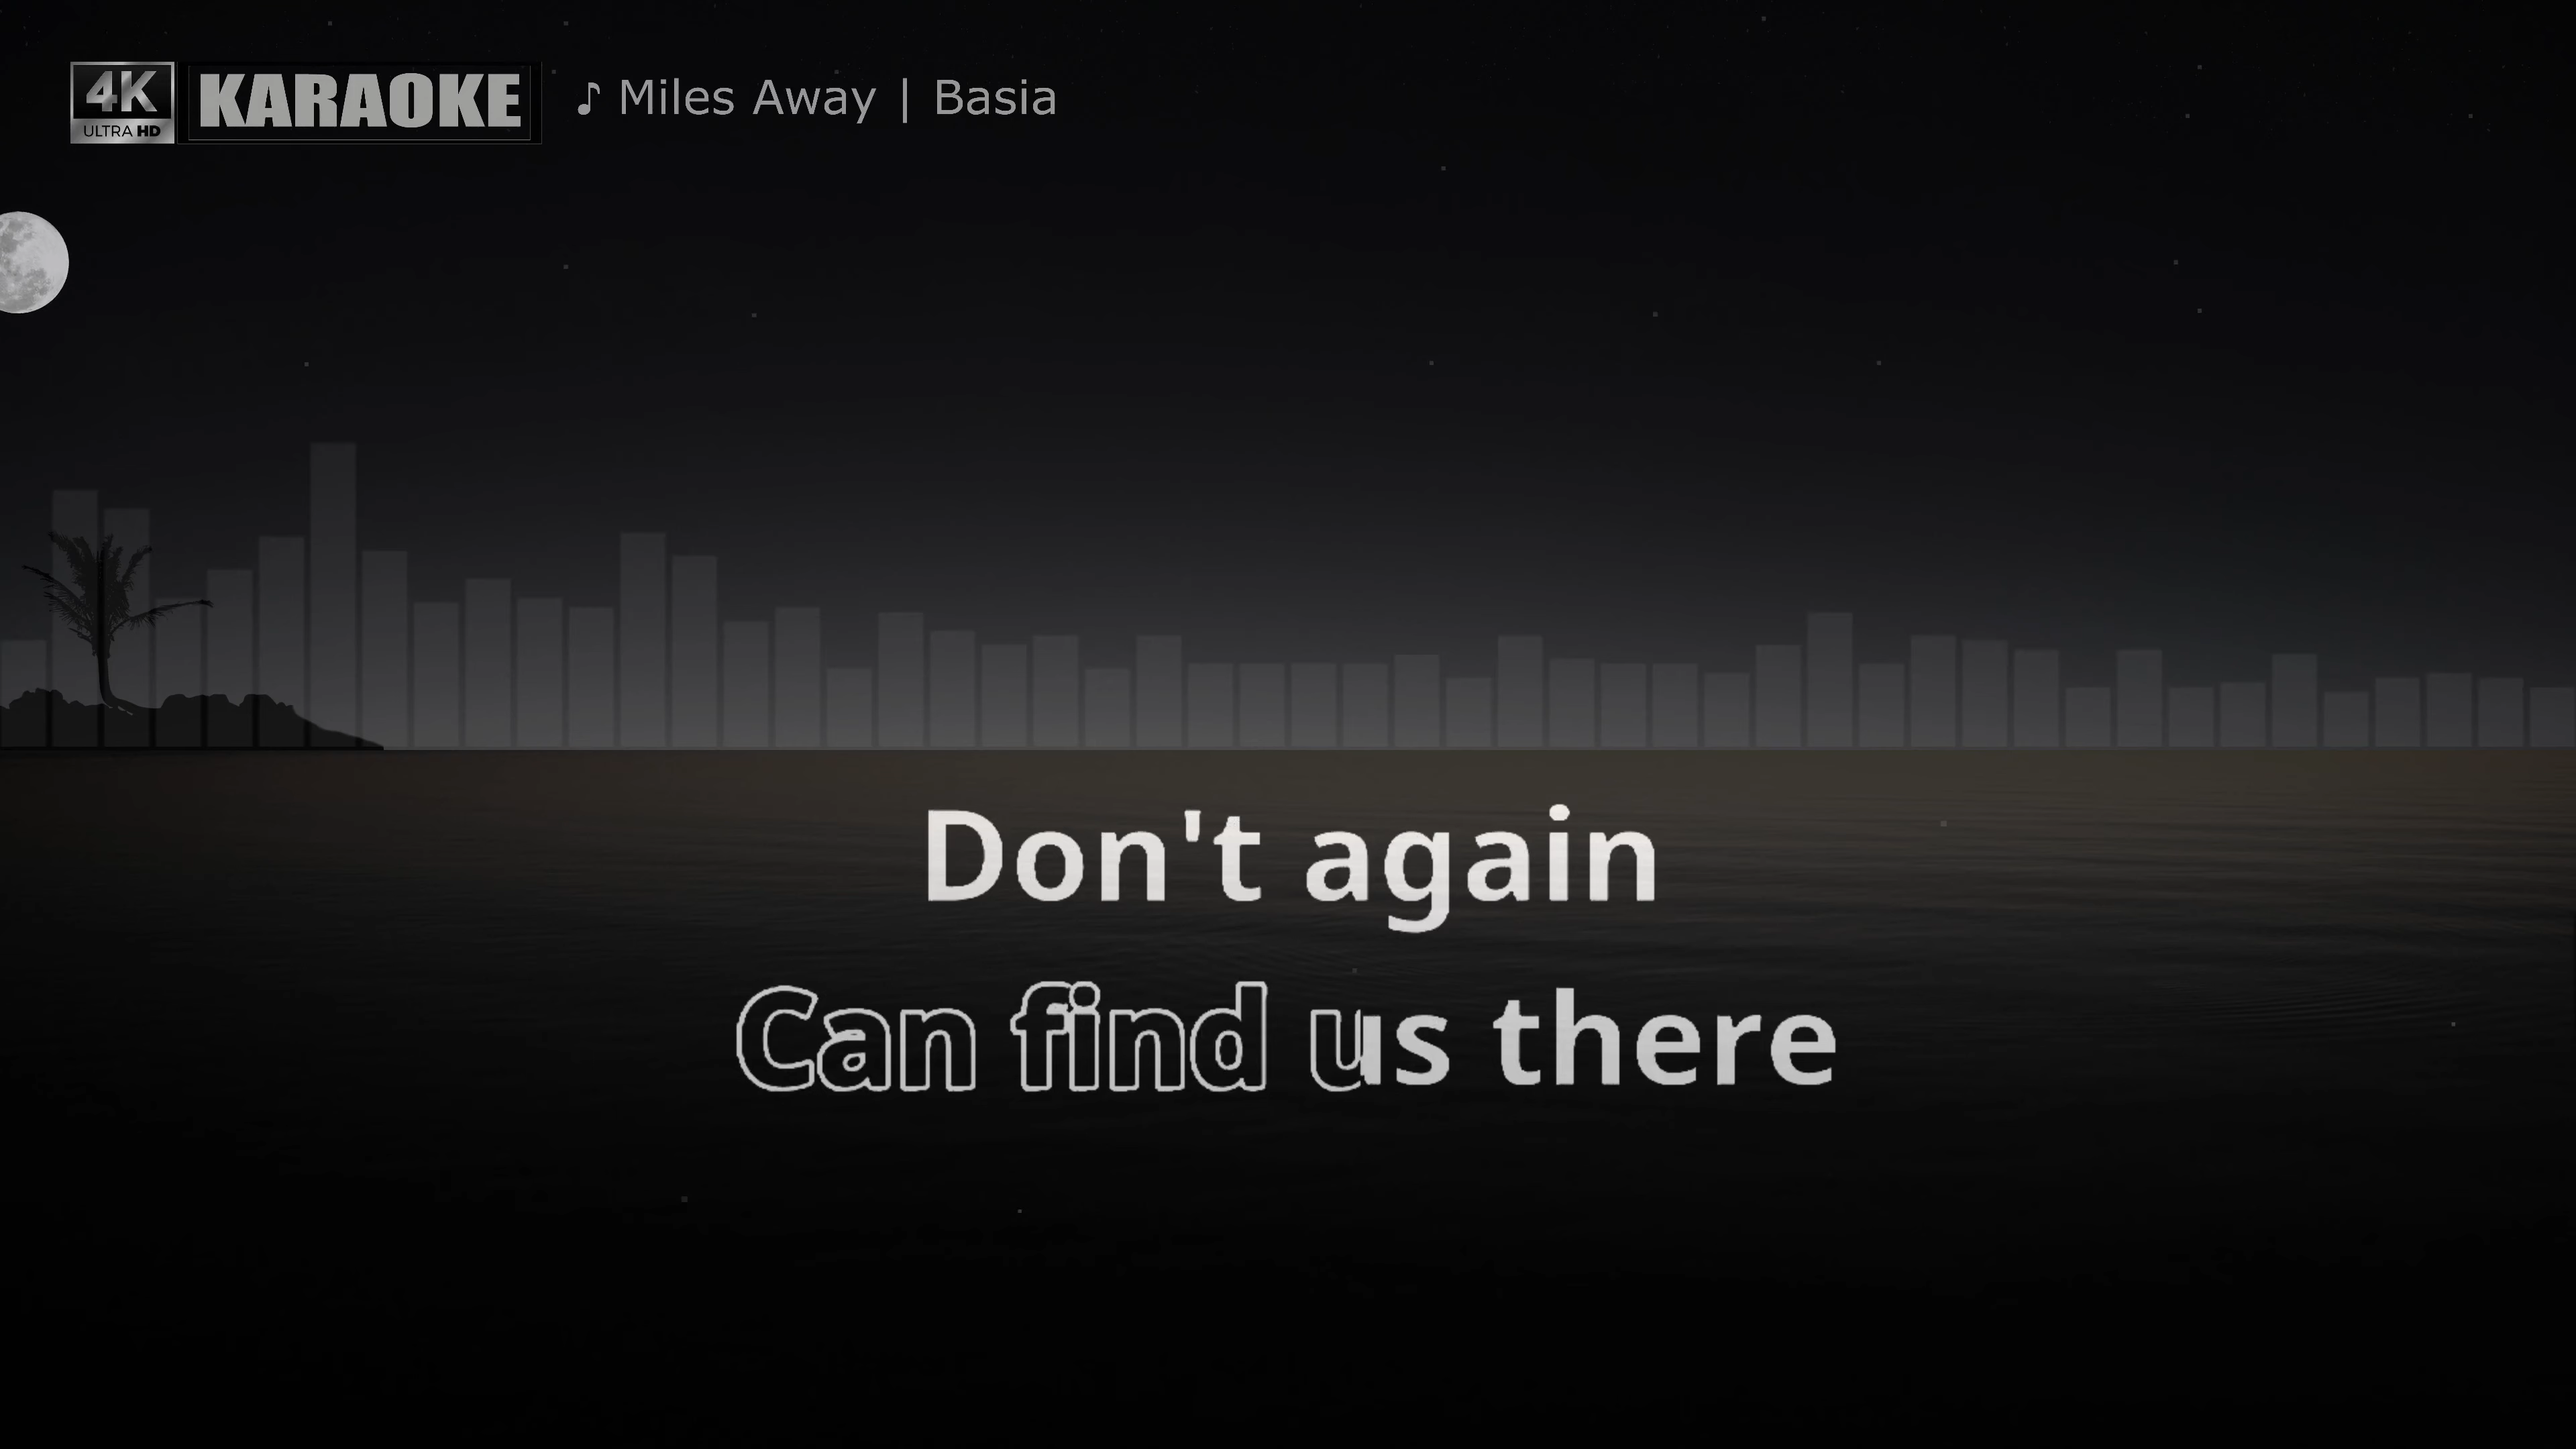 4K
ULTRA HD
KARAOKE
♪ Miles Away | Basia
Don't again
Can find us there